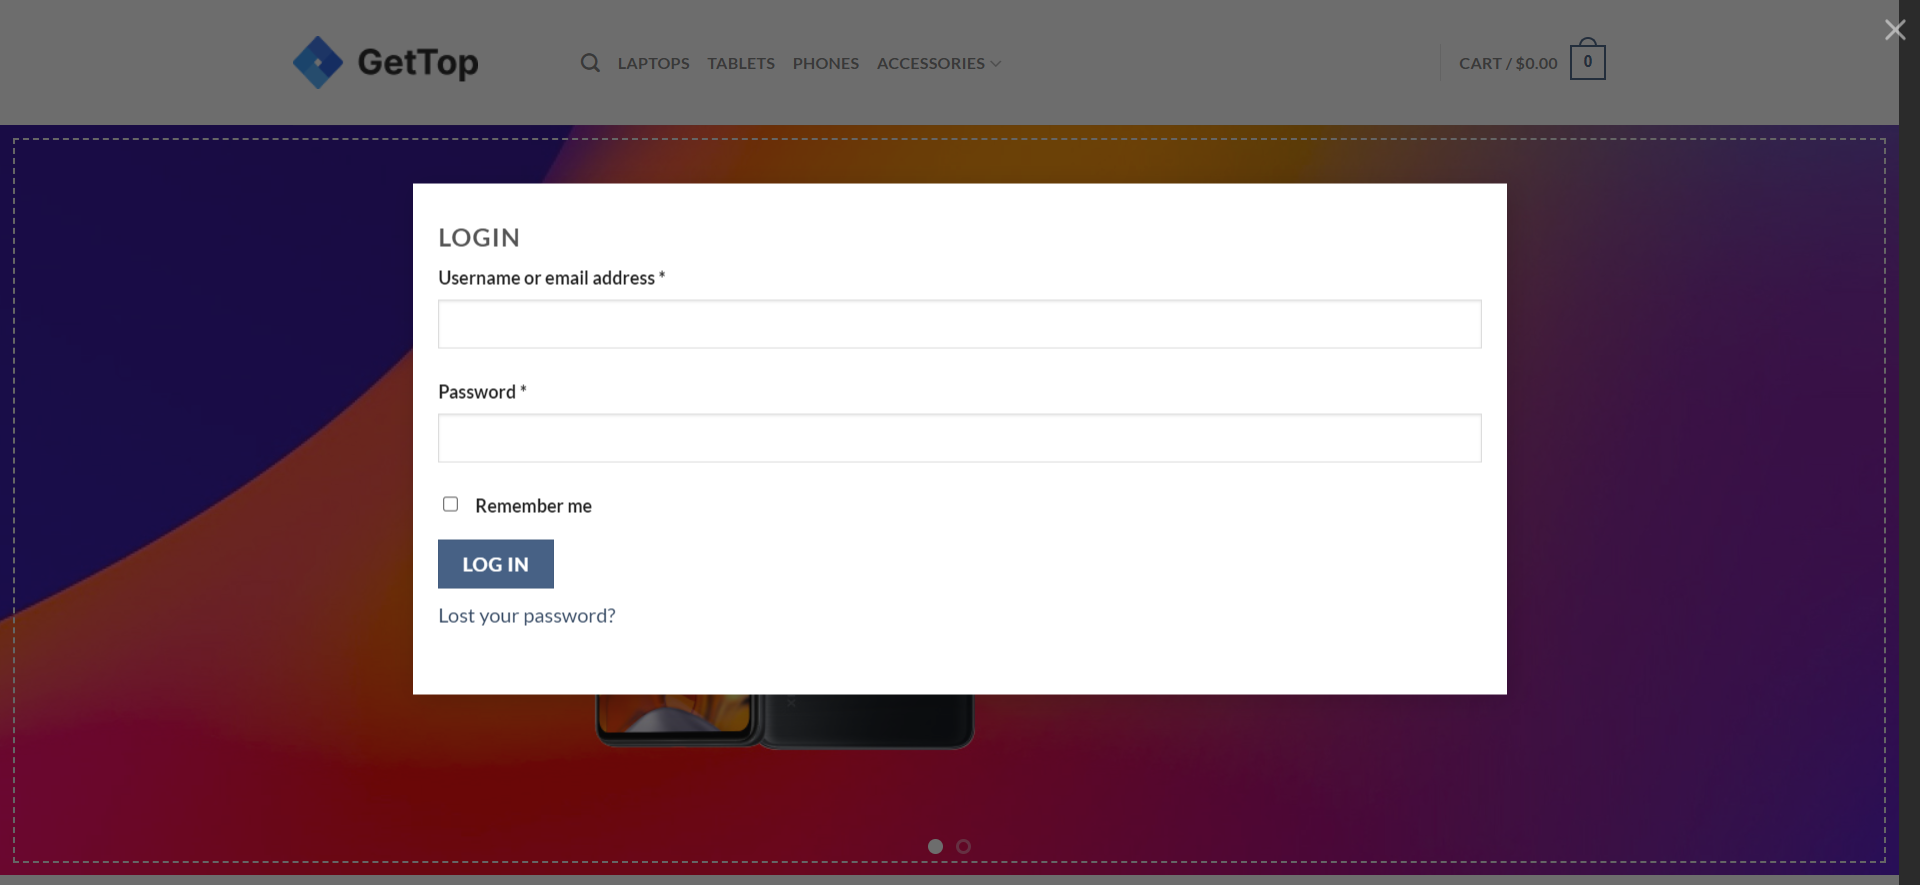 GetTop
LAPTOPS TABLETS PHONES ACCESSORIES
CART / $0.00 0
LOGIN
Username or email address *
Password *
Remember me
LOG IN
Lost your password?